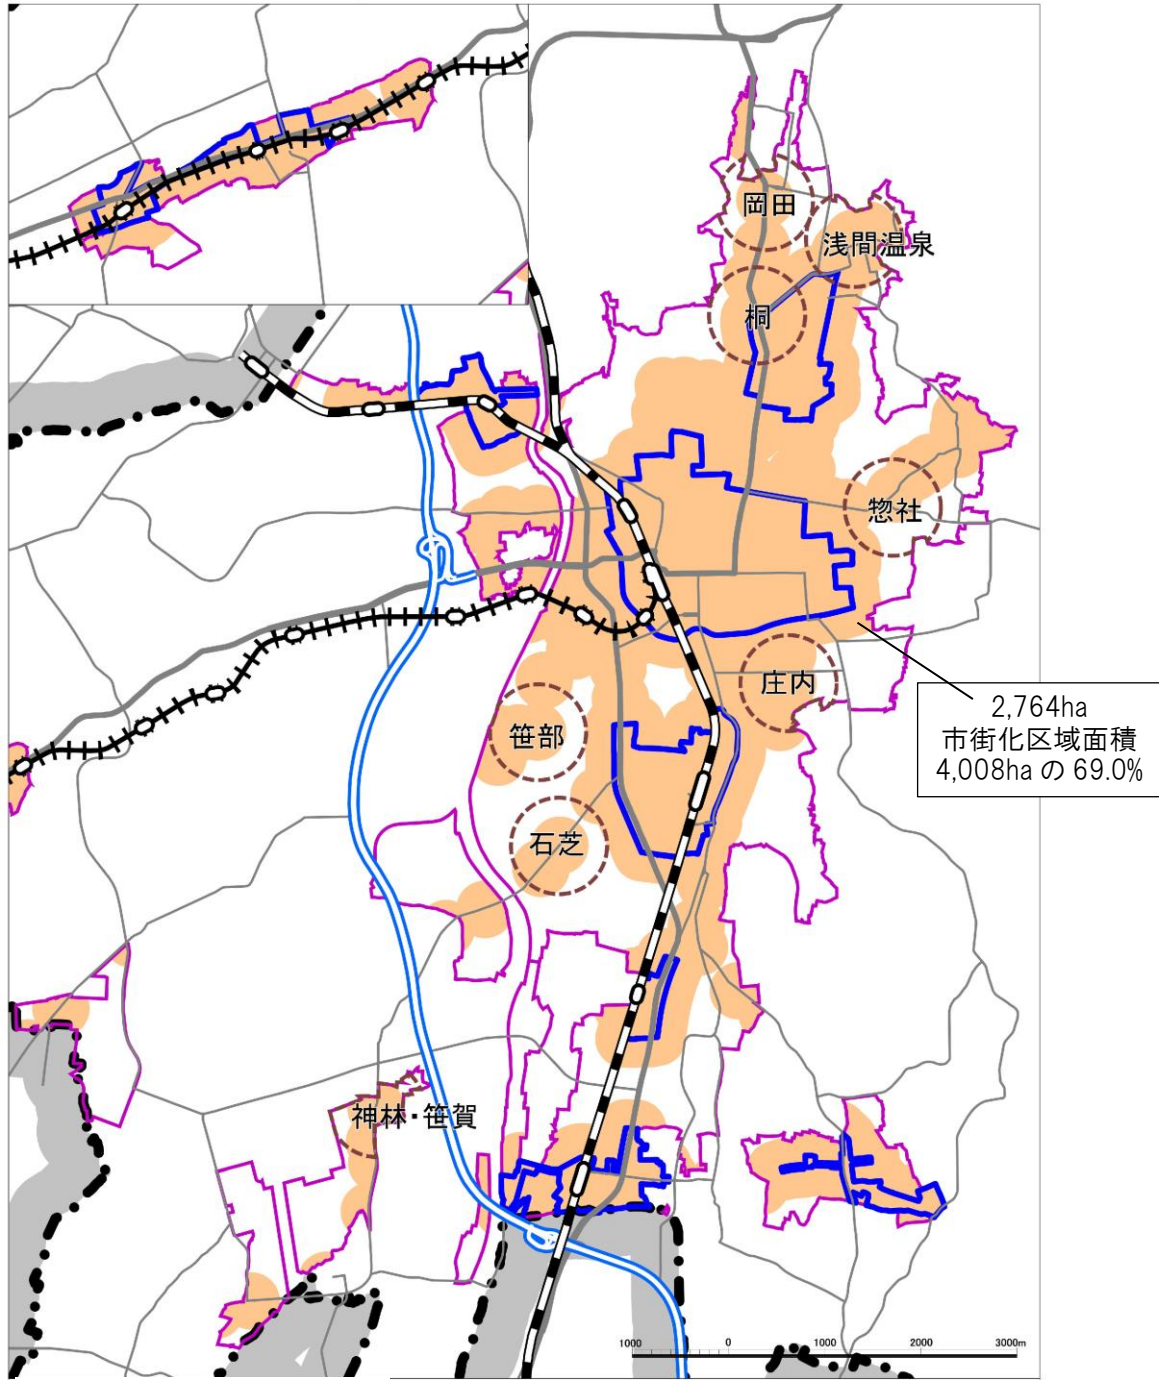 岡田
浅間温泉
桐
惣社
庄内
2,764ha
市街化区域面積
4,008ha の 69.0%
笹部
石芝
神林・笹賀
1000 0 1000 2000 3000m